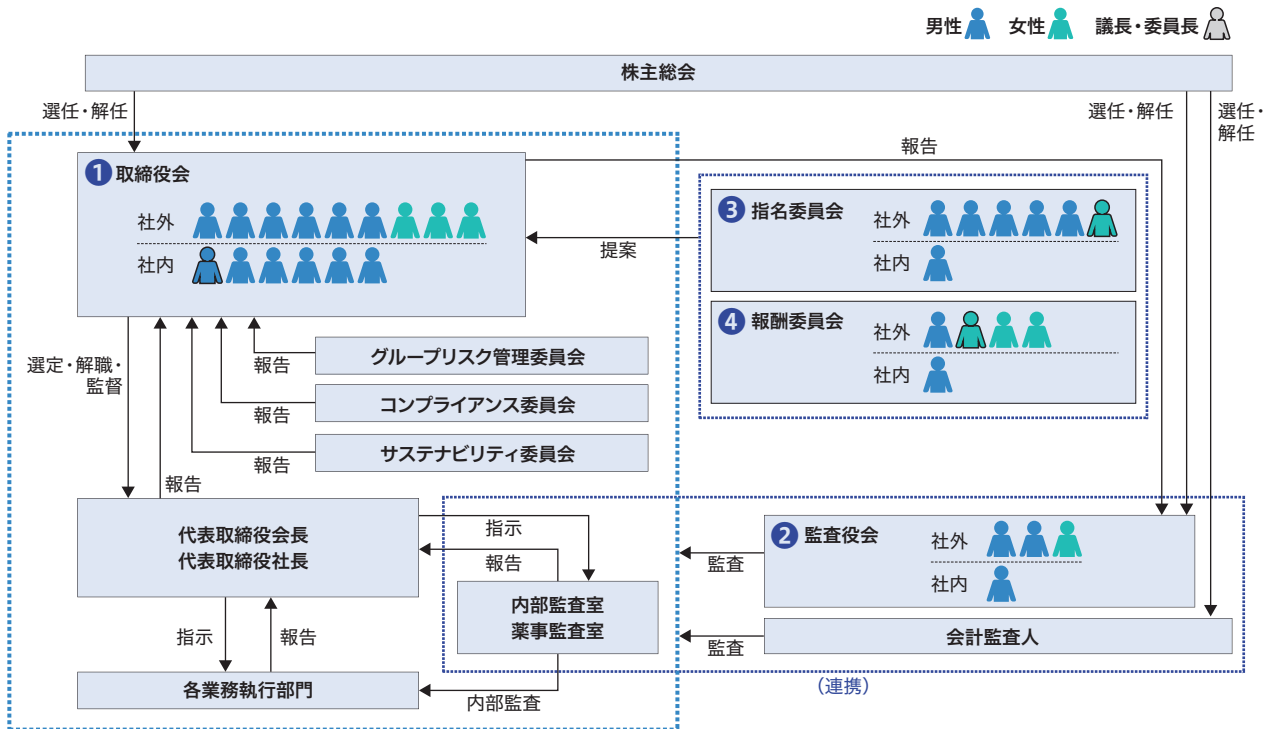 男性
女性
議長・委員長
株主総会
選任・解任
選任・解任
選任・
解任
報告
1 取締役会
社外
社内
提案
3 指名委員会
社外
社内
4 報酬委員会
社外
社内
選定・解職・
監督
報告
グループリスク管理委員会
報告
コンプライアンス委員会
報告
サステナビリティ委員会
報告
代表取締役会長
代表取締役社長
指示
報告
内部監査室
薬事監査室
監査
2 監査役会
社外
社内
監査
会計監査人
指示
報告
各業務執行部門
内部監査
（連携）